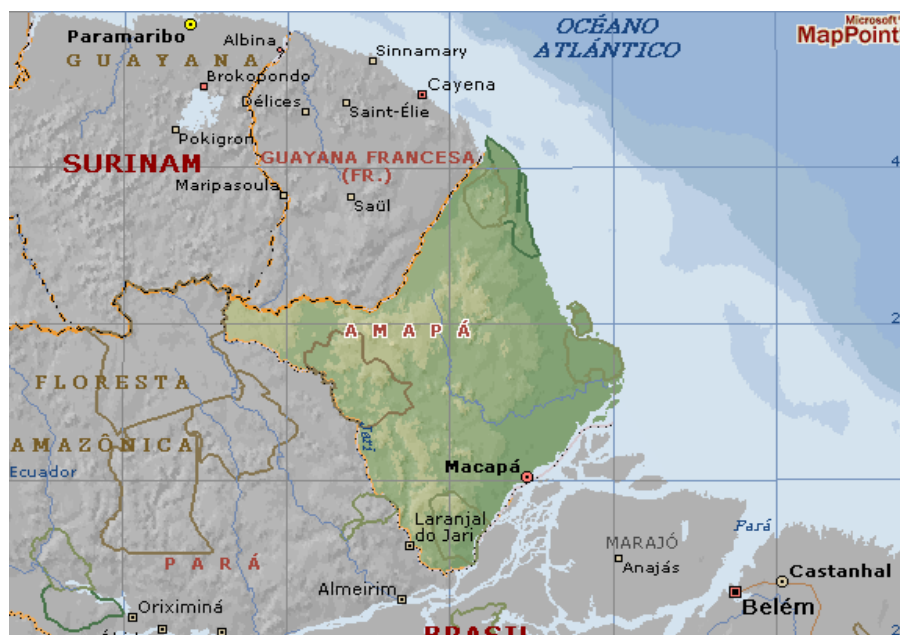 OCÉANO
ATLÁNTICO
Microsoft®
MapPoint
Paramaribo
Albina
Sinnamary
GUAYANA
Brokopondo
Cayena
Délices
Saint-Élie
Pokigron
SURINAM
GUAYANA FRANCESA
(FR.)
4
Maripasoula
Saül
AMAPÁ
2
FLORESTA
AMAZÔNICA
Jari
Ecuador
Macapá
Laranjal
do Jari
Pará
MARAJÓ
PARÁ
Anajás
Castanhal
Almeirim
Belém
Oriximiná
BRASIL
2